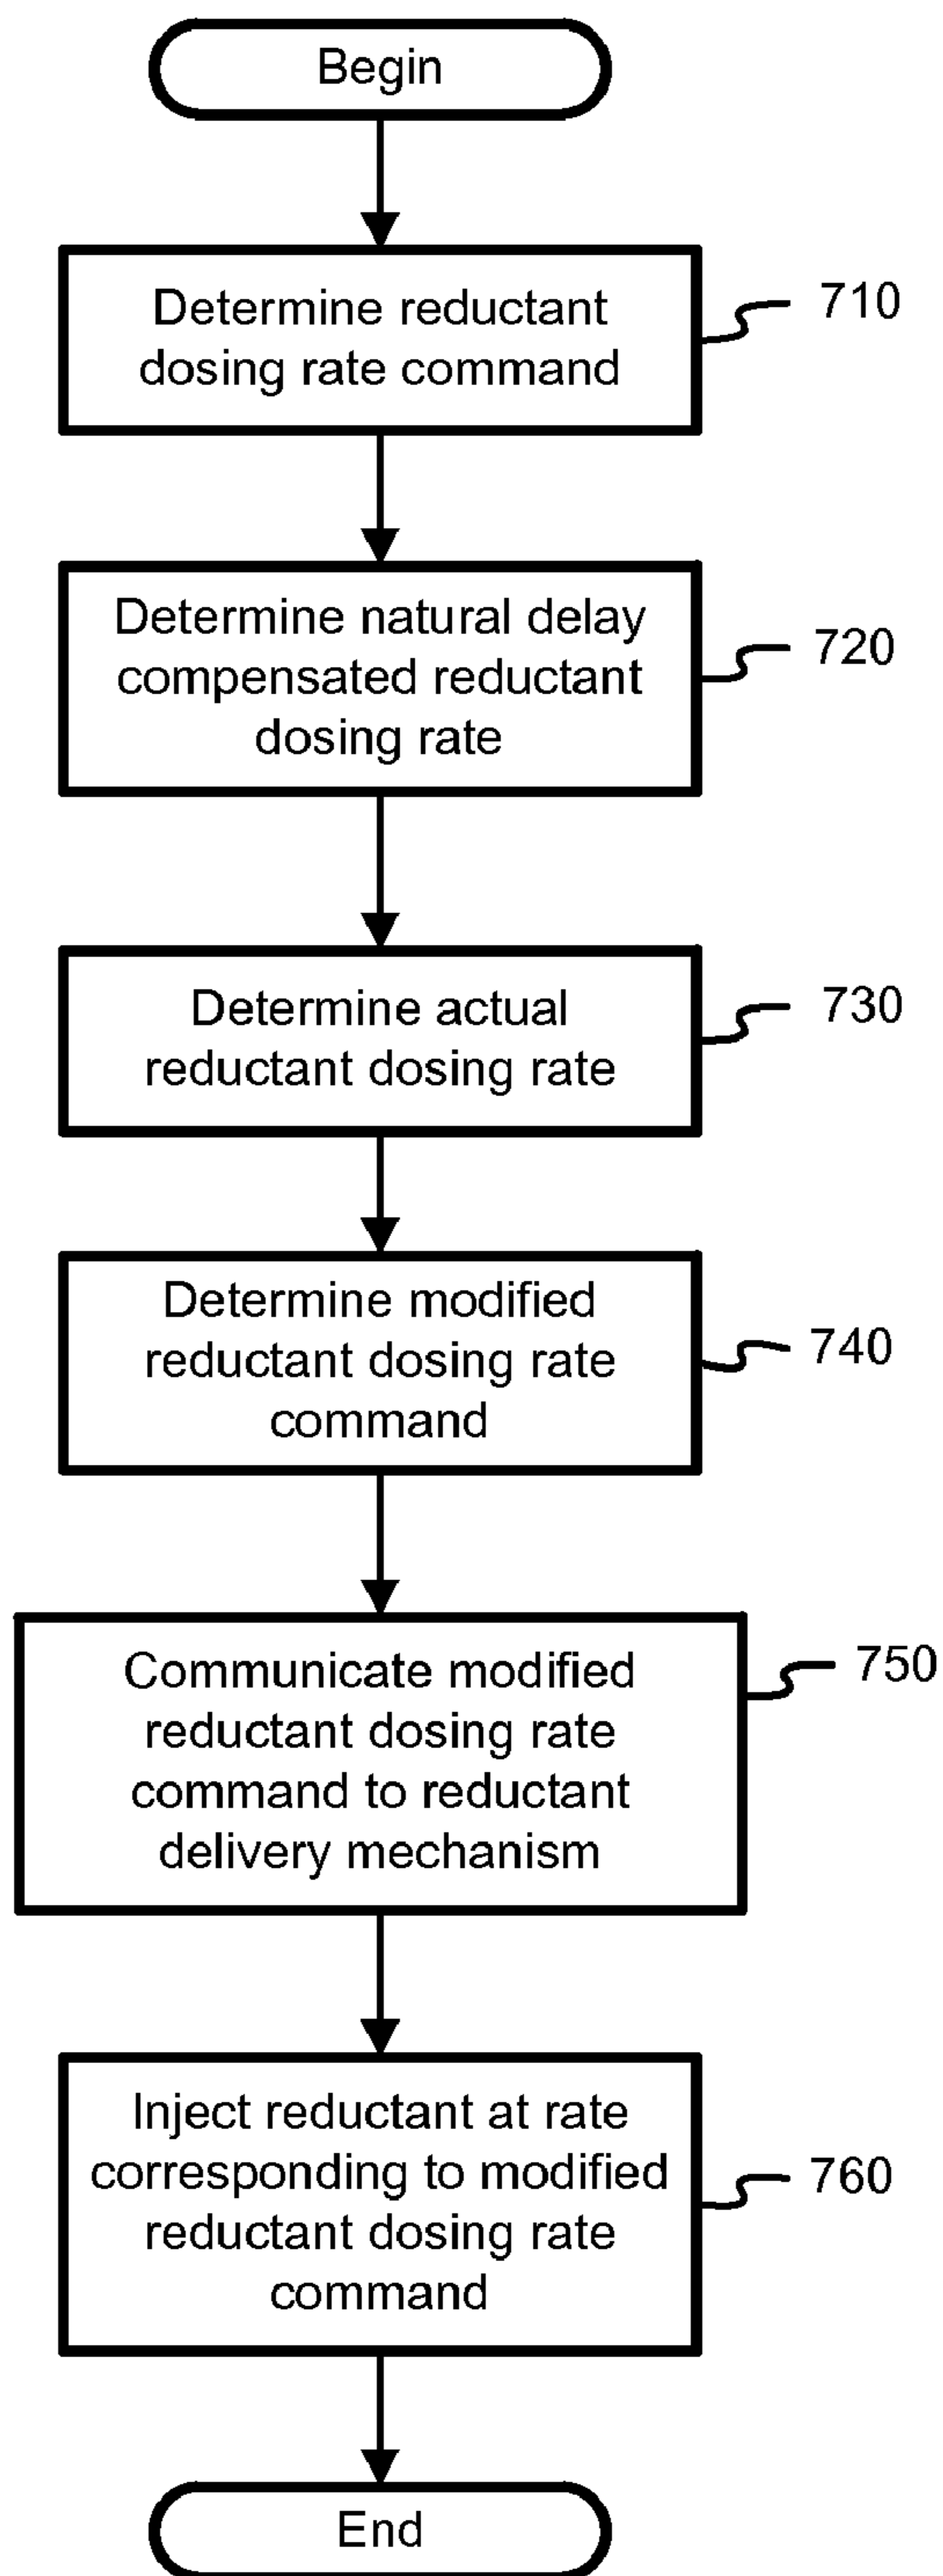 Begin
Determine reductant
dosing rate command
710
Determine natural delay
compensated reductant
dosing rate
720
Determine actual
reductant dosing rate
730
Determine modified
reductant dosing rate
command
740
Communicate modified
reductant dosing rate
command to reductant
delivery mechanism
750
Inject reductant at rate
corresponding to modified
reductant dosing rate
command
760
End